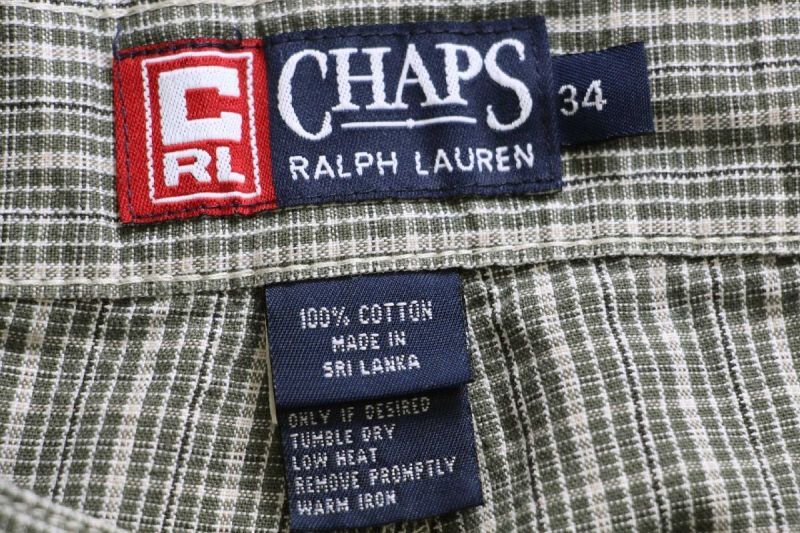 C
RL
CHAPS
RALPH LAUREN
34
100% COTTON
MADE IN
SRI LANKA
ONLY IF DESIRED
TUMBLE DRY
LOW HEAT
REMOVE PROMPTLY
WARM IRON